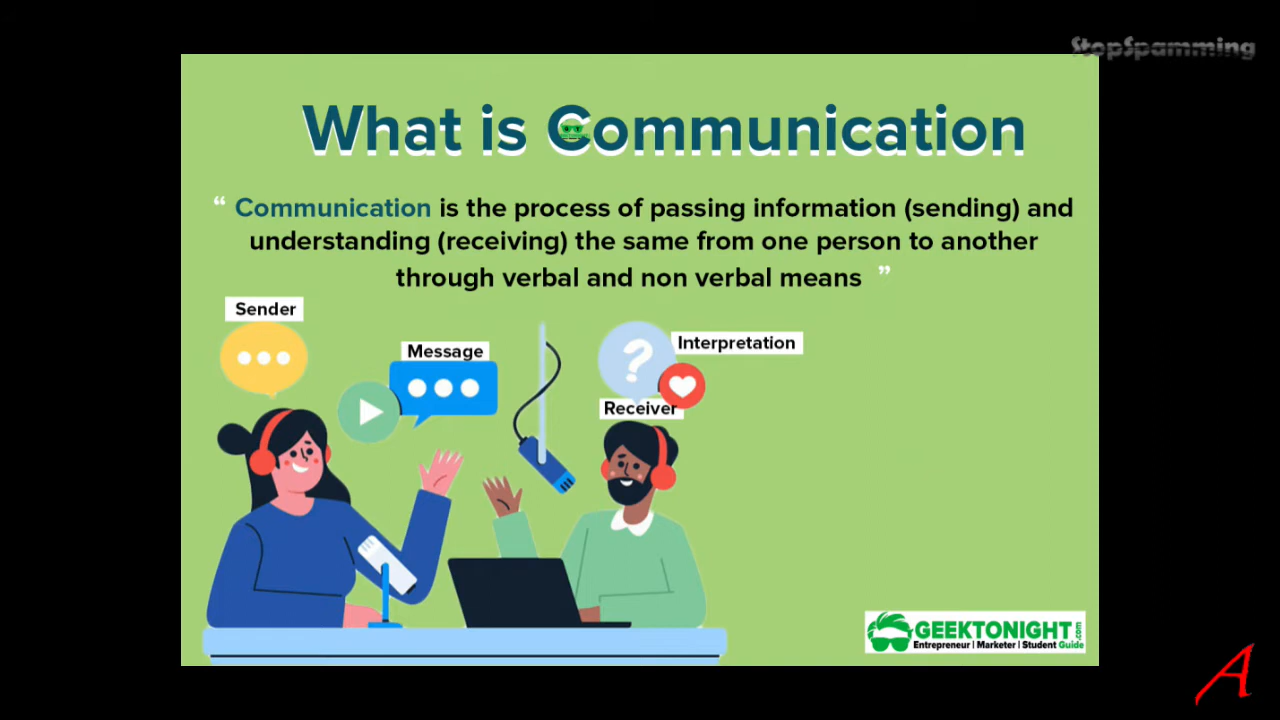 StopSpamming
What is Communication
“ Communication is the process of passing information (sending) and
understanding (receiving) the same from one person to another
through verbal and non verbal means ”
Sender
Message
Interpretation
?
Receiver
GEEKTONIGHT.com
Entrepreneur | Marketer | Student Guide
A